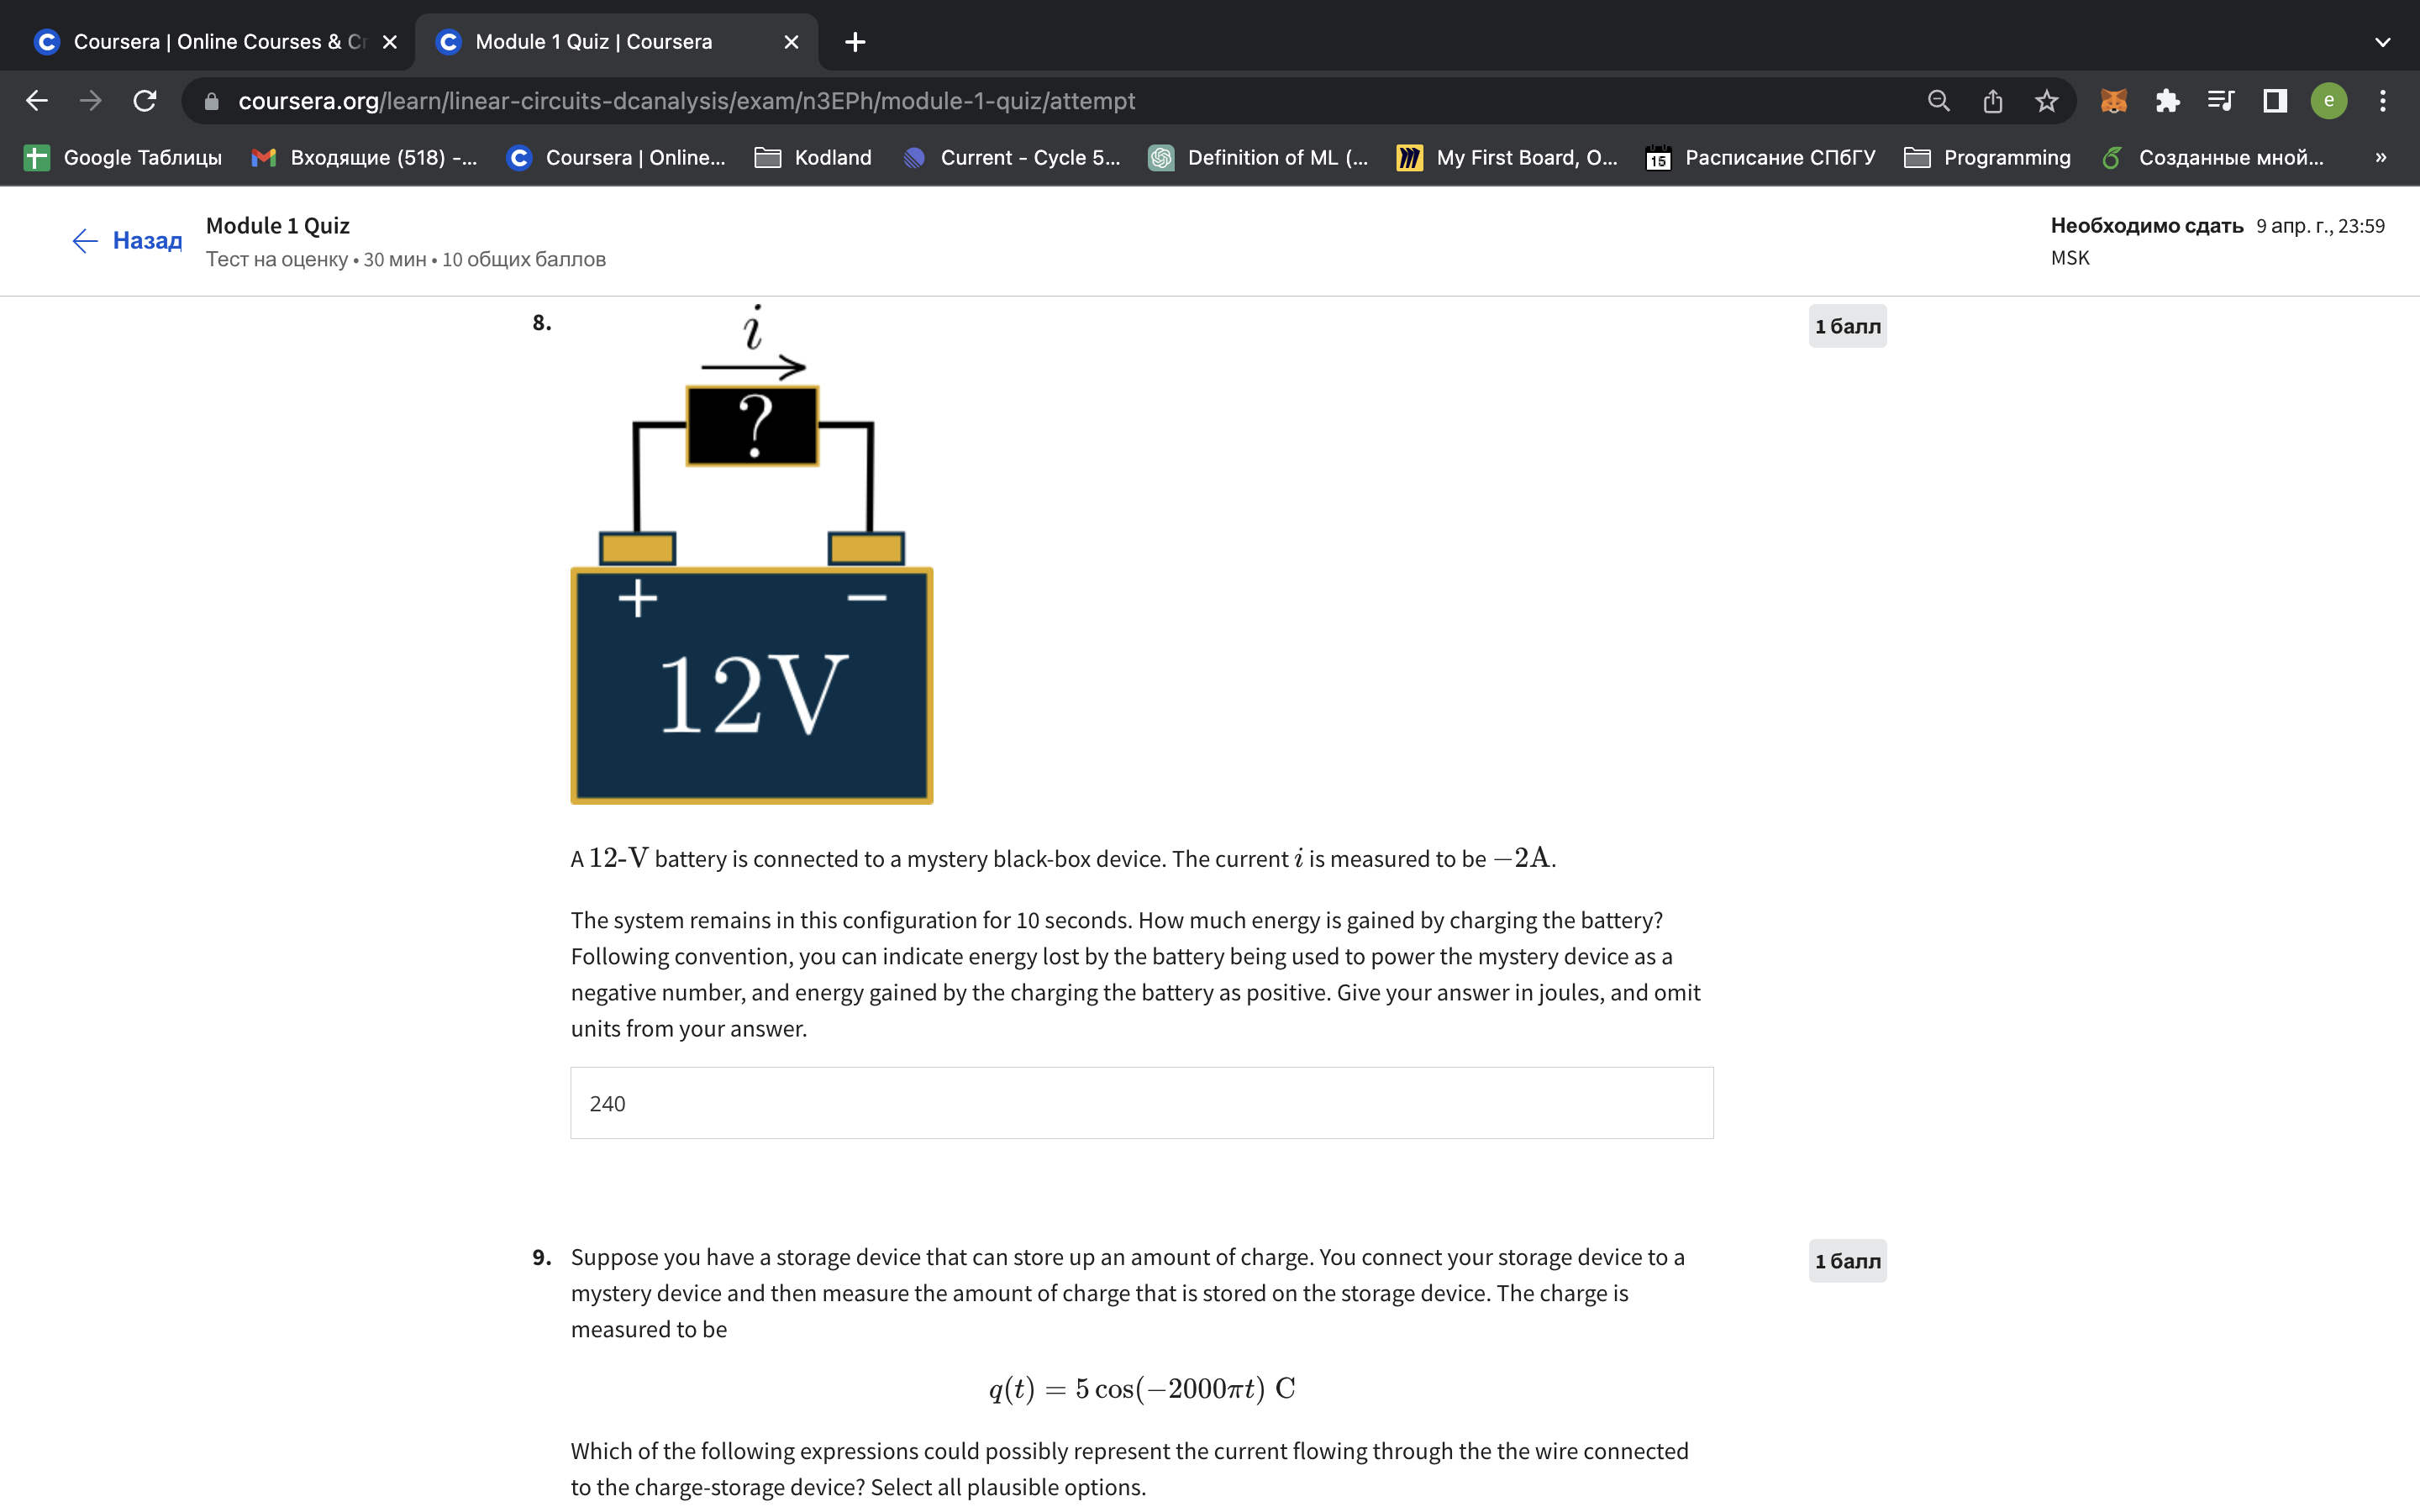 Coursera | Online Courses & Cr
Module 1 Quiz | Coursera
coursera.org/learn/linear-circuits-dcanalysis/exam/n3EPh/module-1-quiz/attempt
e
Google Таблицы
Входящие (518) -...
Coursera | Online...
Kodland
Current - Cycle 5...
Definition of ML (...
My First Board, O...
15
Расписание СПбГУ
Programming
Созданные мной...
»
Назад
Module 1 Quiz
Тест на оценку • 30 мин • 10 общих баллов
Необходимо сдать 9 апр. г., 23:59
MSK
8.
1 балл
i
?
+ −
12V
A 12-V battery is connected to a mystery black-box device. The current i is measured to be −2A.
The system remains in this configuration for 10 seconds. How much energy is gained by charging the battery?
Following convention, you can indicate energy lost by the battery being used to power the mystery device as a
negative number, and energy gained by the charging the battery as positive. Give your answer in joules, and omit
units from your answer.
240
9. Suppose you have a storage device that can store up an amount of charge. You connect your storage device to a
1 балл
mystery device and then measure the amount of charge that is stored on the storage device. The charge is
measured to be
q(t) = 5 cos(−2000πt) C
Which of the following expressions could possibly represent the current flowing through the the wire connected
to the charge-storage device? Select all plausible options.